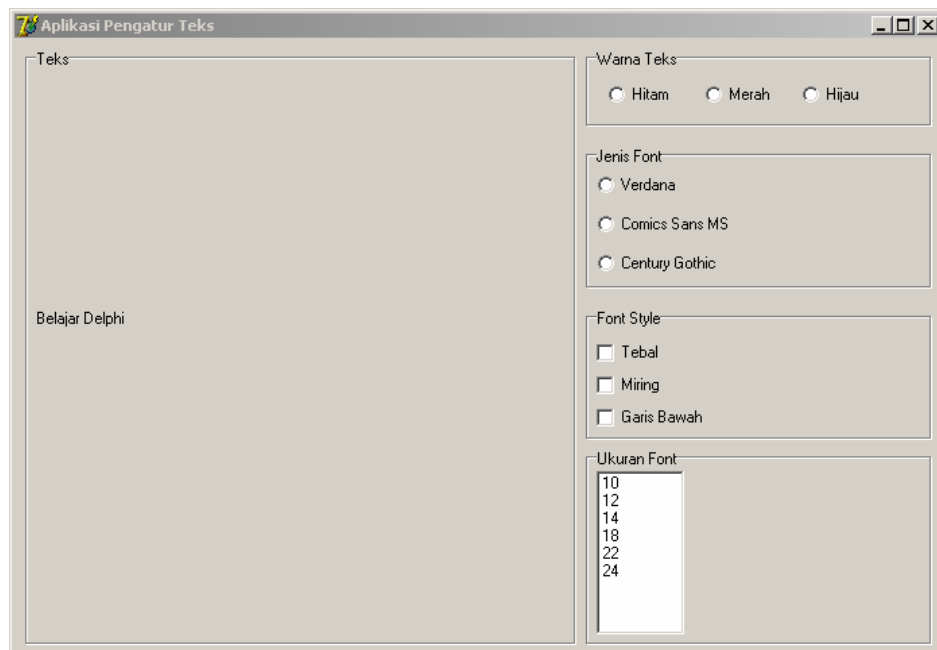 Aplikasi Pengatur Teks
Teks
Belajar Delphi
Warna Teks
Hitam Merah Hijau
Jenis Font
Verdana
Comics Sans MS
Century Gothic
Font Style
Tebal
Miring
Garis Bawah
Ukuran Font
10
12
14
18
22
24